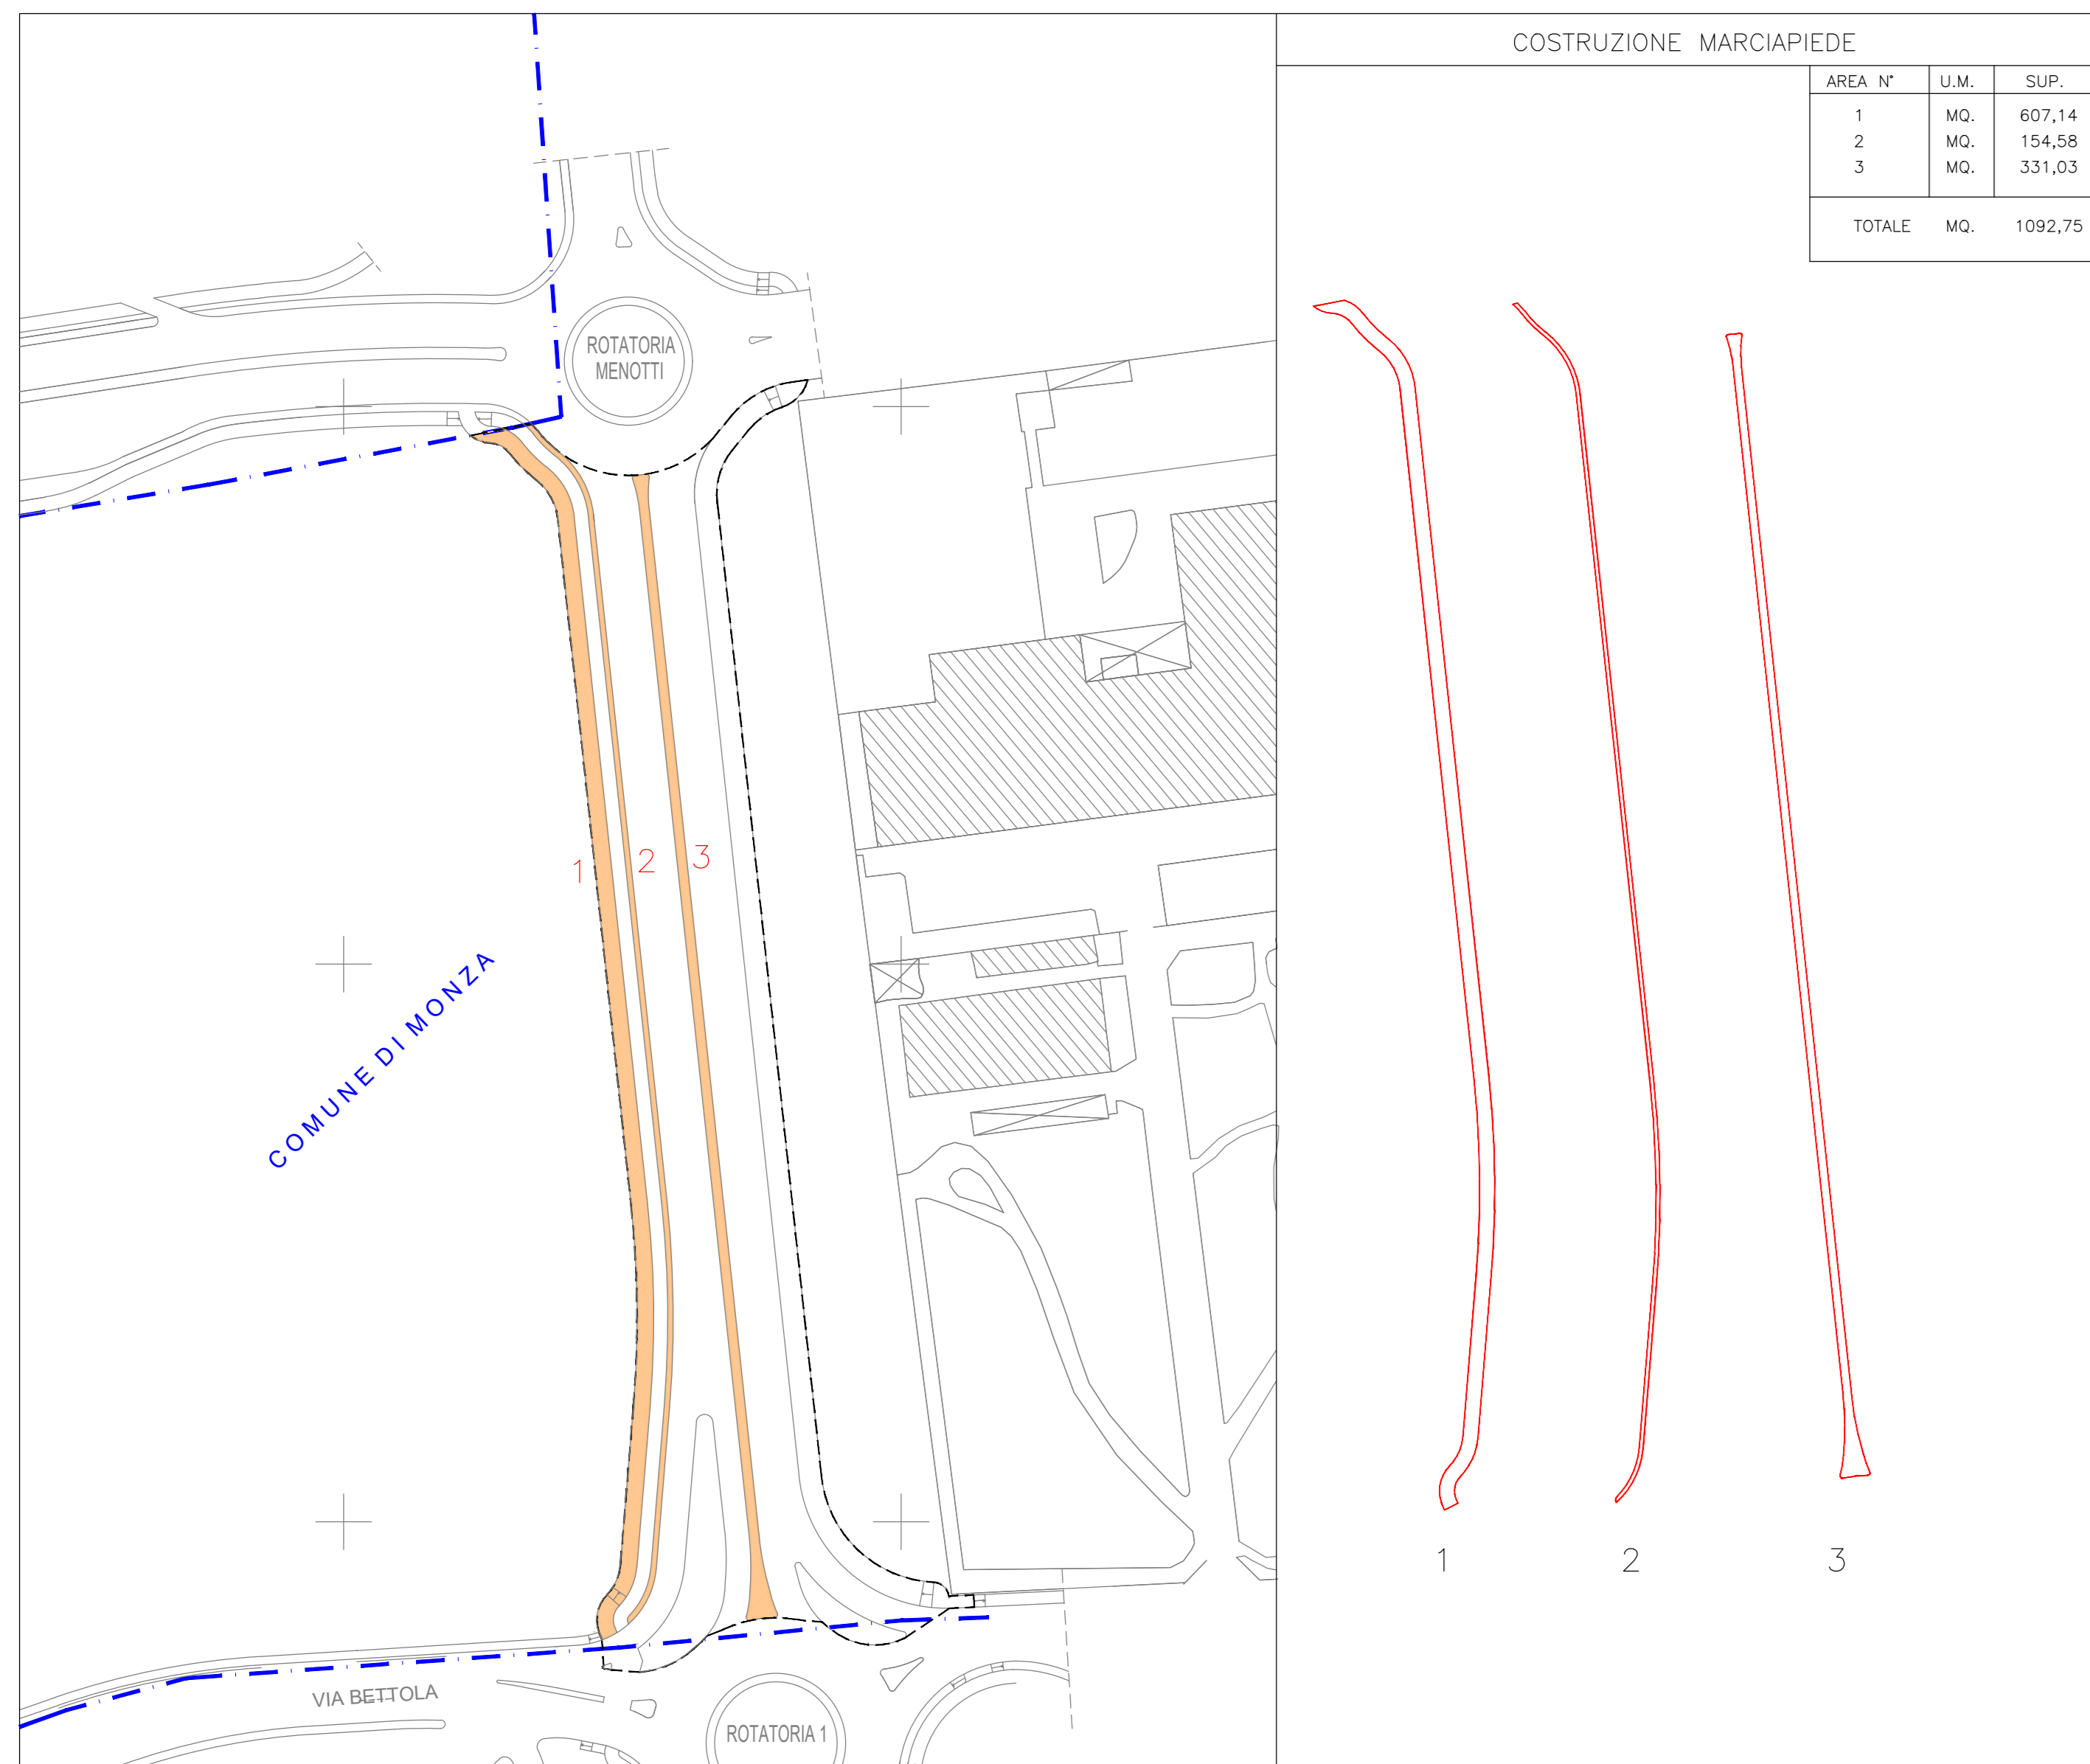 COSTRUZIONE MARCIAPIEDE
AREA N° U.M. SUP.
1 MQ. 607,14
2 MQ. 154,58
3 MQ. 331,03
TOTALE MQ. 1092,75
ROTATORIA
MENOTTI
1 2 3
COMUNE DI MONZA
1 2 3
VIA BETTOLA
ROTATORIA 1